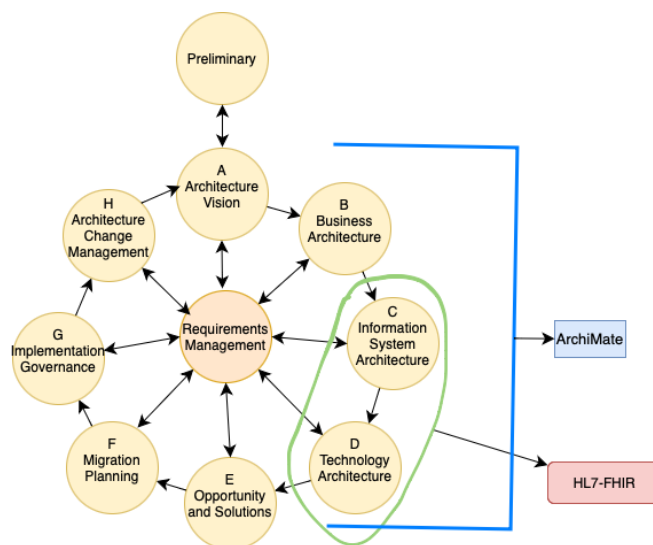 Preliminary
A
Architecture
Vision
B
Business
Architecture
H
Architecture
Change
Management
C
Information
System
Architecture
Requirements
Management
G
Implementation
Governance
ArchiMate
D
Technology
Architecture
F
Migration
Planning
E
Opportunity
and Solutions
HL7-FHIR